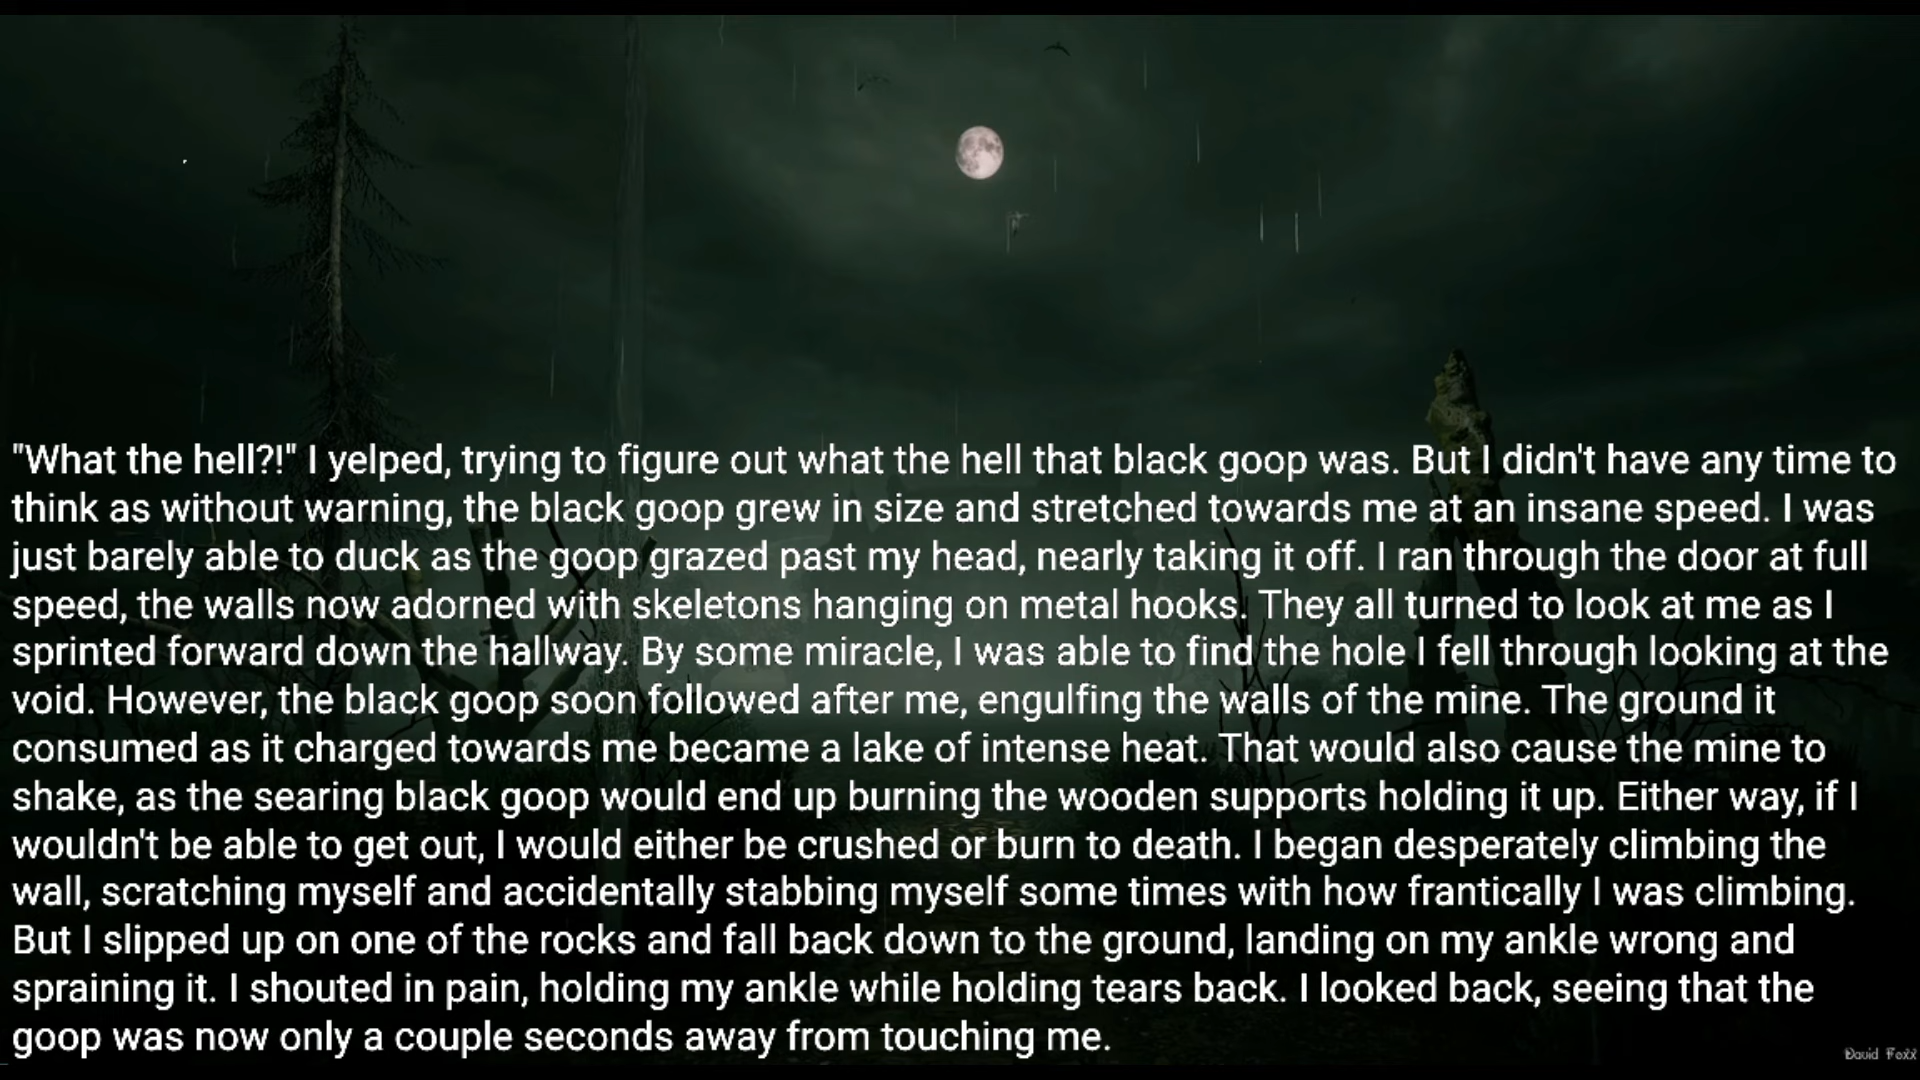 "What the hell?!" I yelped, trying to figure out what the hell that black goop was. But I didn't have any time to
think as without warning, the black goop grew in size and stretched towards me at an insane speed. I was
just barely able to duck as the goop grazed past my head, nearly taking it off. I ran through the door at full
speed, the walls now adorned with skeletons hanging on metal hooks. They all turned to look at me as I
sprinted forward down the hallway. By some miracle, I was able to find the hole I fell through looking at the
void. However, the black goop soon followed after me, engulfing the walls of the mine. The ground it
consumed as it charged towards me became a lake of intense heat. That would also cause the mine to
shake, as the searing black goop would end up burning the wooden supports holding it up. Either way, if I
wouldn't be able to get out, I would either be crushed or burn to death. I began desperately climbing the
wall, scratching myself and accidentally stabbing myself some times with how frantically I was climbing.
But I slipped up on one of the rocks and fall back down to the ground, landing on my ankle wrong and
spraining it. I shouted in pain, holding my ankle while holding tears back. I looked back, seeing that the
goop was now only a couple seconds away from touching me.
David Foxx